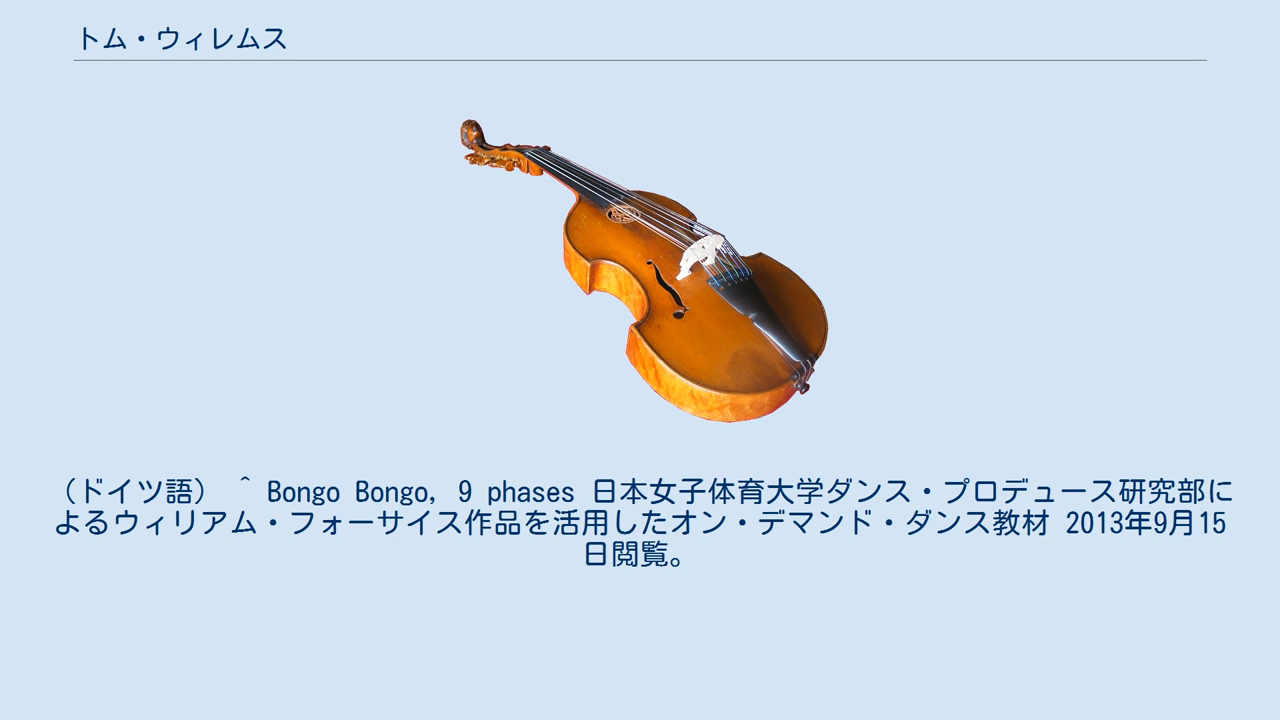 トム・ウィレムス
（ドイツ語） ^ Bongo Bongo, 9 phases 日本女子体育大学ダンス・プロデュース研究部に
よるウィリアム・フォーサイス作品を活用したオン・デマンド・ダンス教材 2013年9月15
日閲覧。